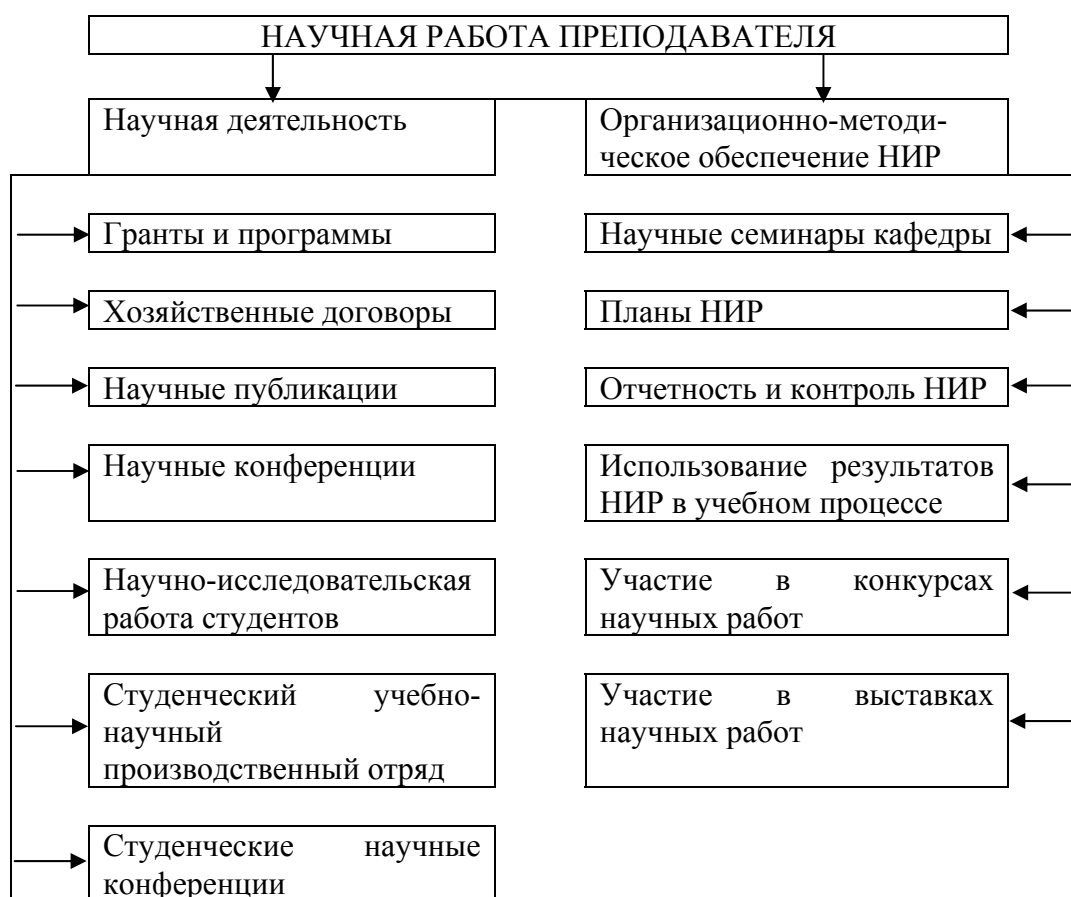 НАУЧНАЯ РАБОТА ПРЕПОДАВАТЕЛЯ
Научная деятельность
Организационно-методи-
ческое обеспечение НИР
Гранты и программы
Научные семинары кафедры
Хозяйственные договоры
Планы НИР
Научные публикации
Отчетность и контроль НИР
Научные конференции
Использование результатов
НИР в учебном процессе
Научно-исследовательская
работа студентов
Участие в конкурсах
научных работ
Студенческий учебно-
научный
производственный отряд
Участие в выставках
научных работ
Студенческие научные
конференции